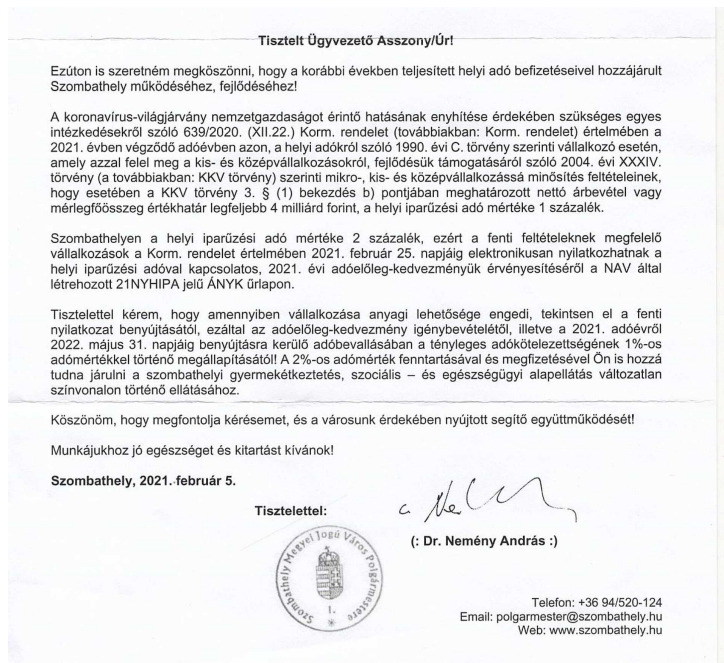 Tisztelt Ügyvezető Asszony/Úr!
Ezúton is szeretném megköszönni, hogy a korábbi években teljesített helyi adó befizetéseivel hozzájárult
Szombathely működéséhez, fejlődéséhez!
A koronavírus-világjárvány nemzetgazdaságot érintő hatásának enyhítése érdekében szükséges egyes
intézkedésekről szóló 639/2020. (XII.22.) Korm. rendelet (továbbiakban: Korm. rendelet) értelmében a
2021. évben végződő adóévben azon, a helyi adókról szóló 1990. évi C. törvény szerinti vállalkozó esetén,
amely azzal felel meg a kis- és középvállalkozásokról, fejlődésük támogatásáról szóló 2004. évi XXXIV.
törvény (a továbbiakban: KKV törvény) szerinti mikro-, kis- és középvállalkozássá minősítés feltételeinek,
hogy esetében a KKV törvény 3. § (1) bekezdés b) pontjában meghatározott nettó árbevétel vagy
mérlegfőösszeg értékhatár legfeljebb 4 milliárd forint, a helyi iparűzési adó mértéke 1 százalék.
Szombathelyen a helyi iparűzési adó mértéke 2 százalék, ezért a fenti feltételeknek megfelelő
vállalkozások a Korm. rendelet értelmében 2021. február 25. napjáig elektronikusan nyilatkozhatnak a
helyi iparűzési adóval kapcsolatos, 2021. évi adóelőleg-kedvezményük érvényesítéséről a NAV által
létrehozott 21NYHIPA jelű ÁNYK űrlapon.
Tisztelettel kérem, hogy amennyiben vállalkozása anyagi lehetősége engedi, tekintsen el a fenti
nyilatkozat benyújtásától, ezáltal az adóelőleg-kedvezmény igénybevételétől, illetve a 2021. adóévről
2022. május 31. napjáig benyújtásra kerülő adóbevallásában a tényleges adókötelezettségének 1%-os
adómértékkel történő megállapításától! A 2%-os adómérték fenntartásával és megfizetésével Ön is hozzá
tudna járulni a szombathelyi gyermekétkeztetés, szociális – és egészségügyi alapellátás változatlan
színvonalon történő ellátásához.
Köszönöm, hogy megfontolja kérésemet, és a városunk érdekében nyújtott segítő együttműködését!
Munkájukhoz jó egészséget és kitartást kívánok!
Szombathely, 2021. február 5.
Tisztelettel:
(: Dr. Nemény András :)
Szombathely Megyei Jogú Város Polgármestere
1.
Telefon: +36 94/520-124
Email: polgarmester@szombathely.hu
Web: www.szombathely.hu